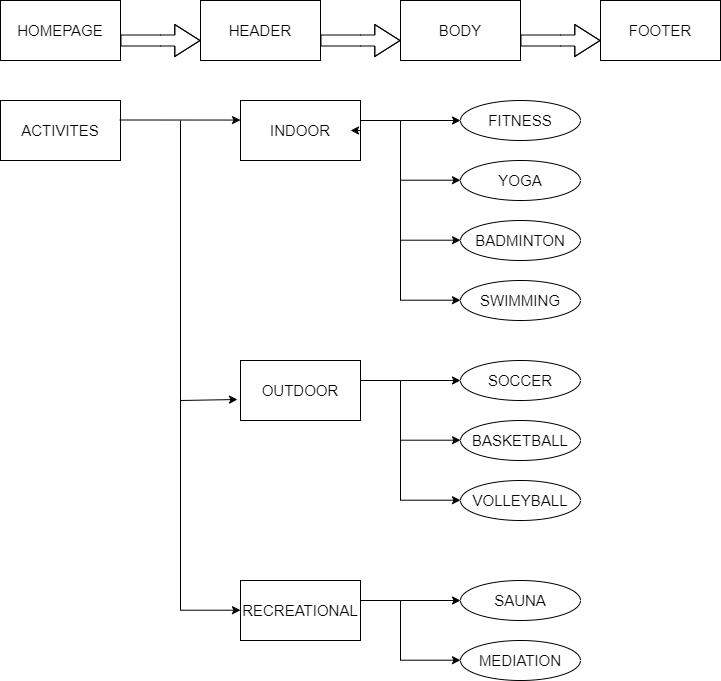 HOMEPAGE
HEADER
BODY
FOOTER
ACTIVITES
INDOOR
FITNESS
YOGA
BADMINTON
SWIMMING
OUTDOOR
SOCCER
BASKETBALL
VOLLEYBALL
RECREATIONAL
SAUNA
MEDIATION